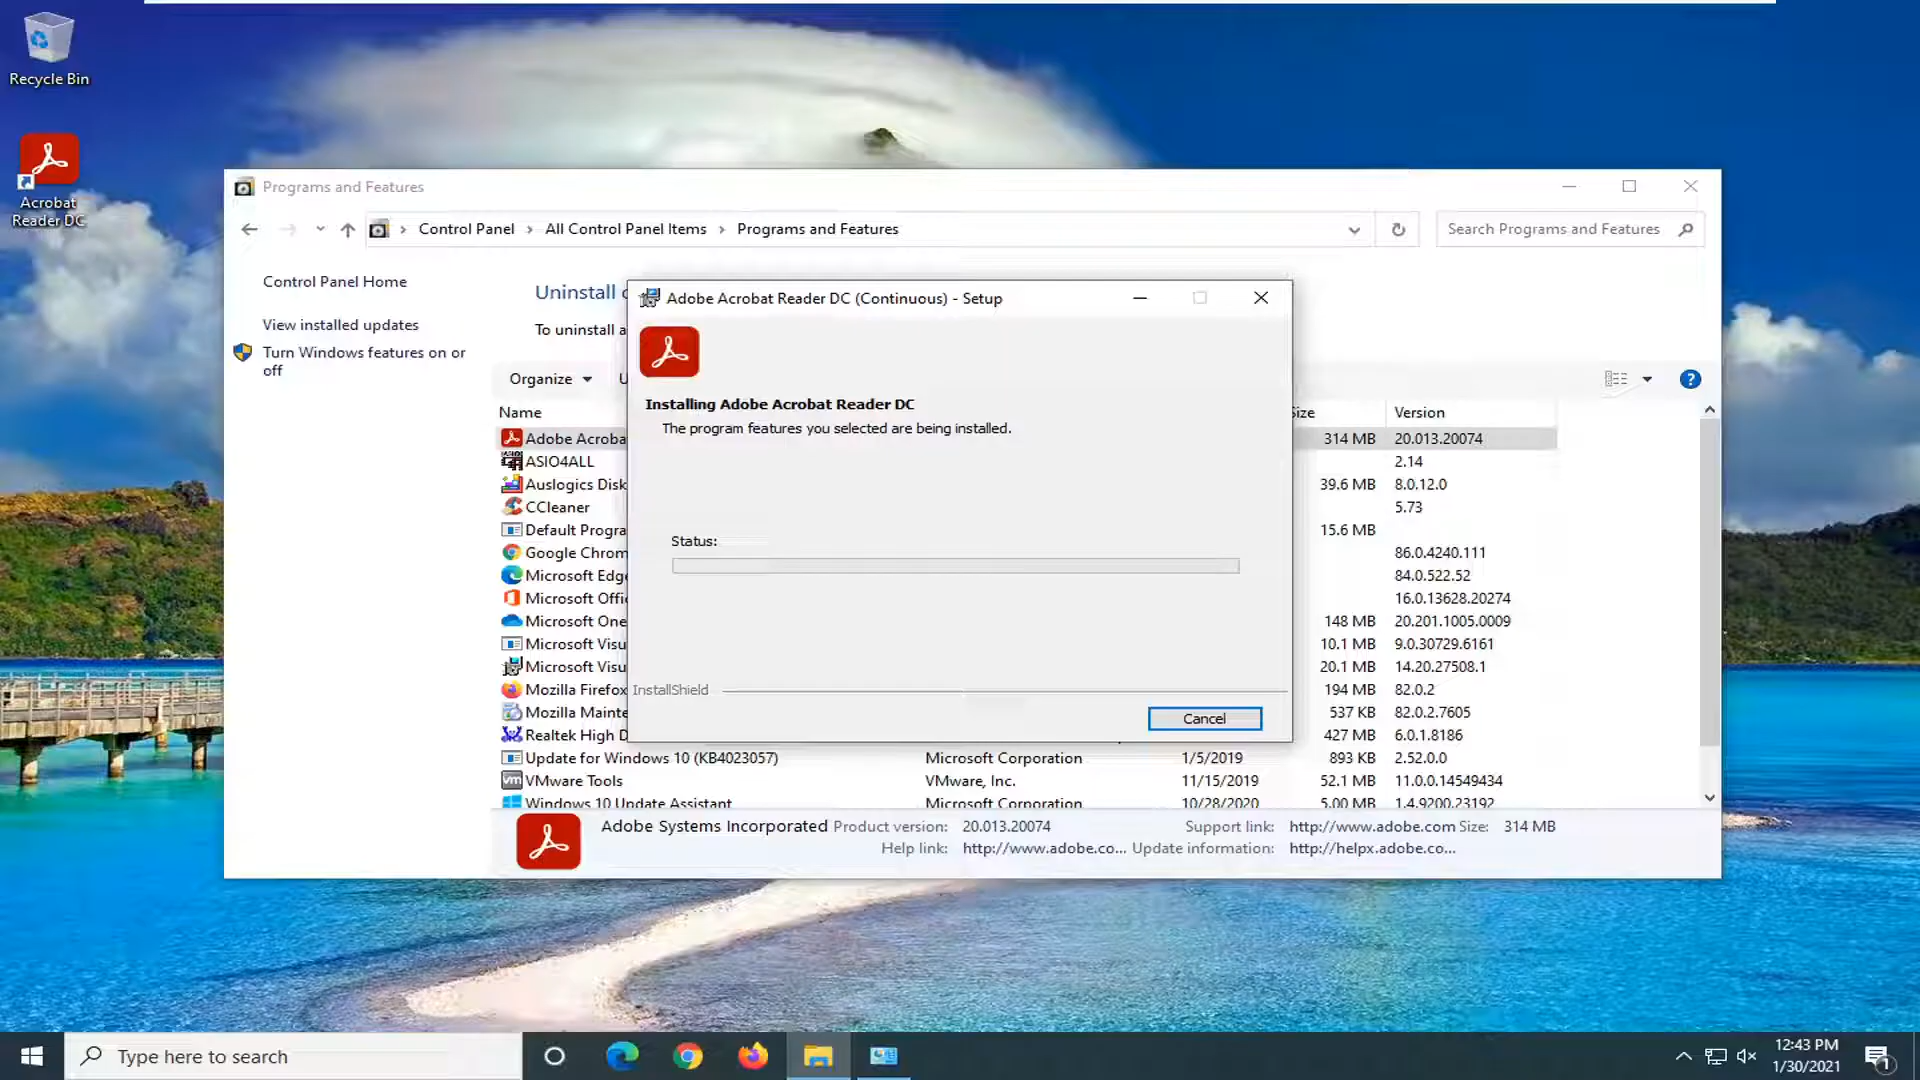 Recycle Bin
Acrobat
Reader DC
Programs and Features
Control Panel
All Control Panel Items
Programs and Features
Search Programs and Features
Control Panel Home
View installed updates
Turn Windows features on or
off
Uninstall
To uninstall a
Organize
Name
Size
Version
Adobe Acroba
314 MB
20.013.20074
ASIO4ALL
2.14
Auslogics Disk
39.6 MB
8.0.12.0
CCleaner
5.73
Default Progra
15.6 MB
Google Chrom
86.0.4240.111
Microsoft Edge
84.0.522.52
Microsoft Offi
16.0.13628.20274
Microsoft One
148 MB
20.201.1005.0009
Microsoft Visu
10.1 MB
9.0.30729.6161
Microsoft Visu
20.1 MB
14.20.27508.1
Mozilla Firefox
194 MB
82.0.2
Mozilla Mainte
537 KB
82.0.2.7605
Realtek High D
427 MB
6.0.1.8186
Update for Windows 10 (KB4023057)
Microsoft Corporation
1/5/2019
893 KB
2.52.0.0
VMware Tools
VMware, Inc.
11/15/2019
52.1 MB
11.0.0.14549434
Windows 10 Update Assistant
Microsoft Corporation
10/28/2020
5.00 MB
1.4.9200.23192
Adobe Systems Incorporated
Product version: 20.013.20074
Support link: http://www.adobe.com
Size: 314 MB
Help link: http://www.adobe.co...
Update information: http://helpx.adobe.co...
Adobe Acrobat Reader DC (Continuous) - Setup
Installing Adobe Acrobat Reader DC
The program features you selected are being installed.
Status:
InstallShield
Cancel
Type here to search
12:43 PM
1/30/2021
1